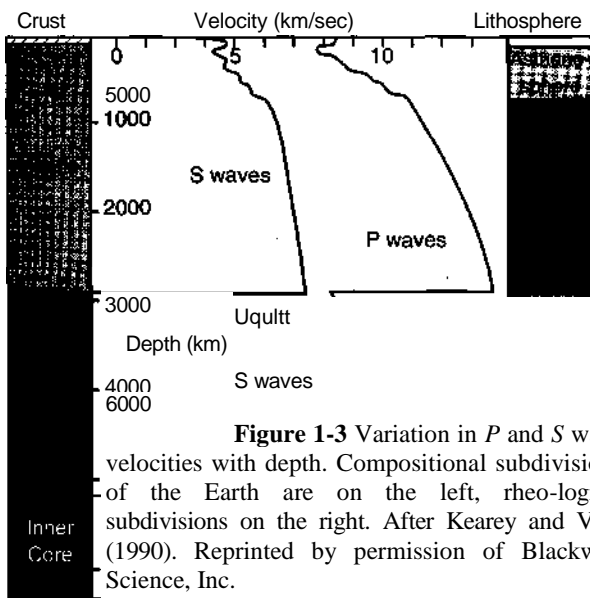 Crust Velocity (km/sec) Lithosphere
0 5 10
5000
1000
S waves
2000
P waves
3000
Uqultt
Depth (km)
4000
S waves
6000
Figure 1-3 Variation in P and S w
velocities with depth. Compositional subdivisio
of the Earth are on the left, rheo-logi
subdivisions on the right. After Kearey and V
(1990). Reprinted by permission of Blackw
Science, Inc.
Inner
Core